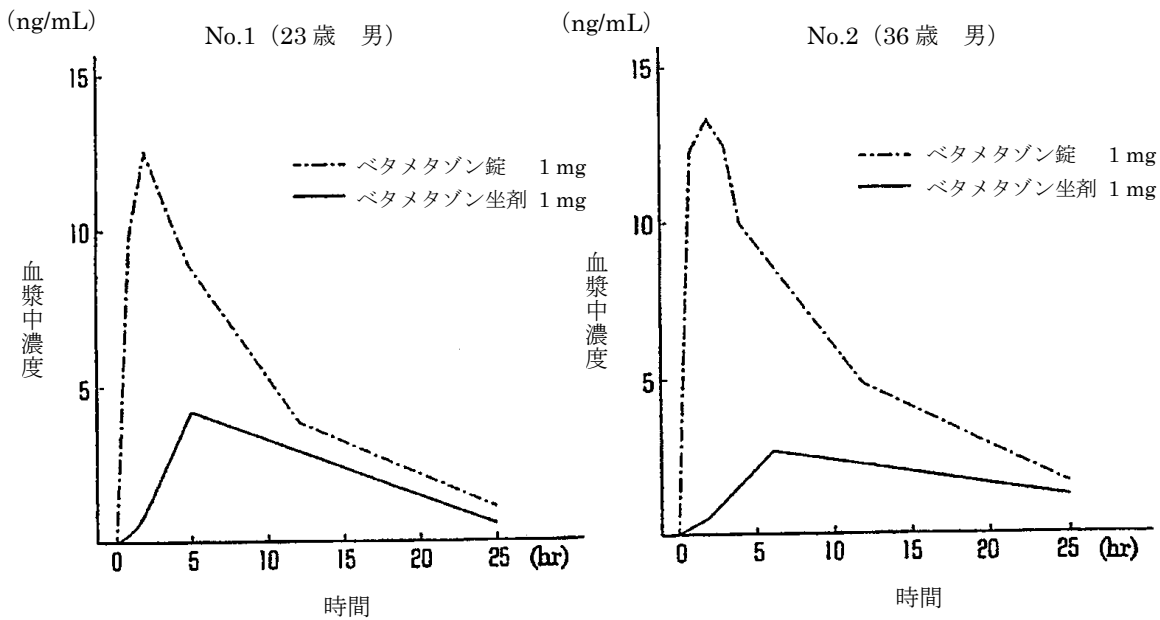 (ng/mL)
No.1（23 歳　男）
15
10
5
血漿中濃度
ベタメタゾン錠　1 mg
ベタメタゾン坐剤 1 mg
0 5 10 15 20 25 (hr)
時間
(ng/mL)
No.2（36 歳　男）
15
10
5
血漿中濃度
ベタメタゾン錠　1 mg
ベタメタゾン坐剤 1 mg
0 5 10 15 20 25 (hr)
時間